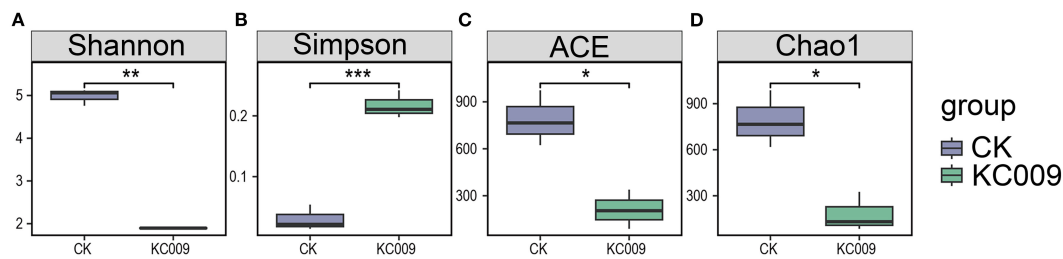 A
Shannon
**
5
4
3
2
CK
KC009
B
Simpson
***
0.2
0.1
CK
KC009
C
ACE
*
900
600
300
CK
KC009
D
Chao1
*
900
600
300
CK
KC009
group
CK
KC009